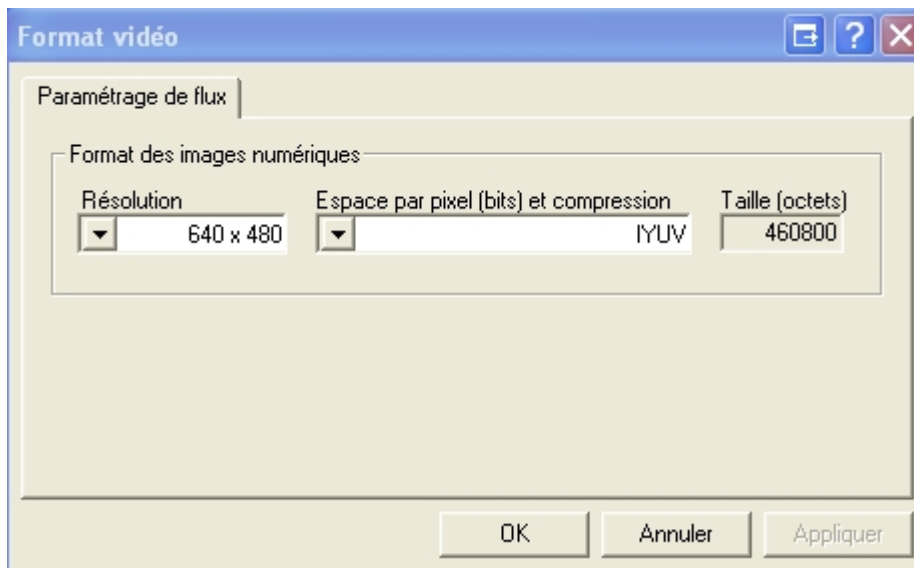 Format vidéo
Paramétrage de flux
Format des images numériques
Résolution Espace par pixel (bits) et compression Taille (octets)
640 x 480 IYUV 460800
OK Annuler Appliquer